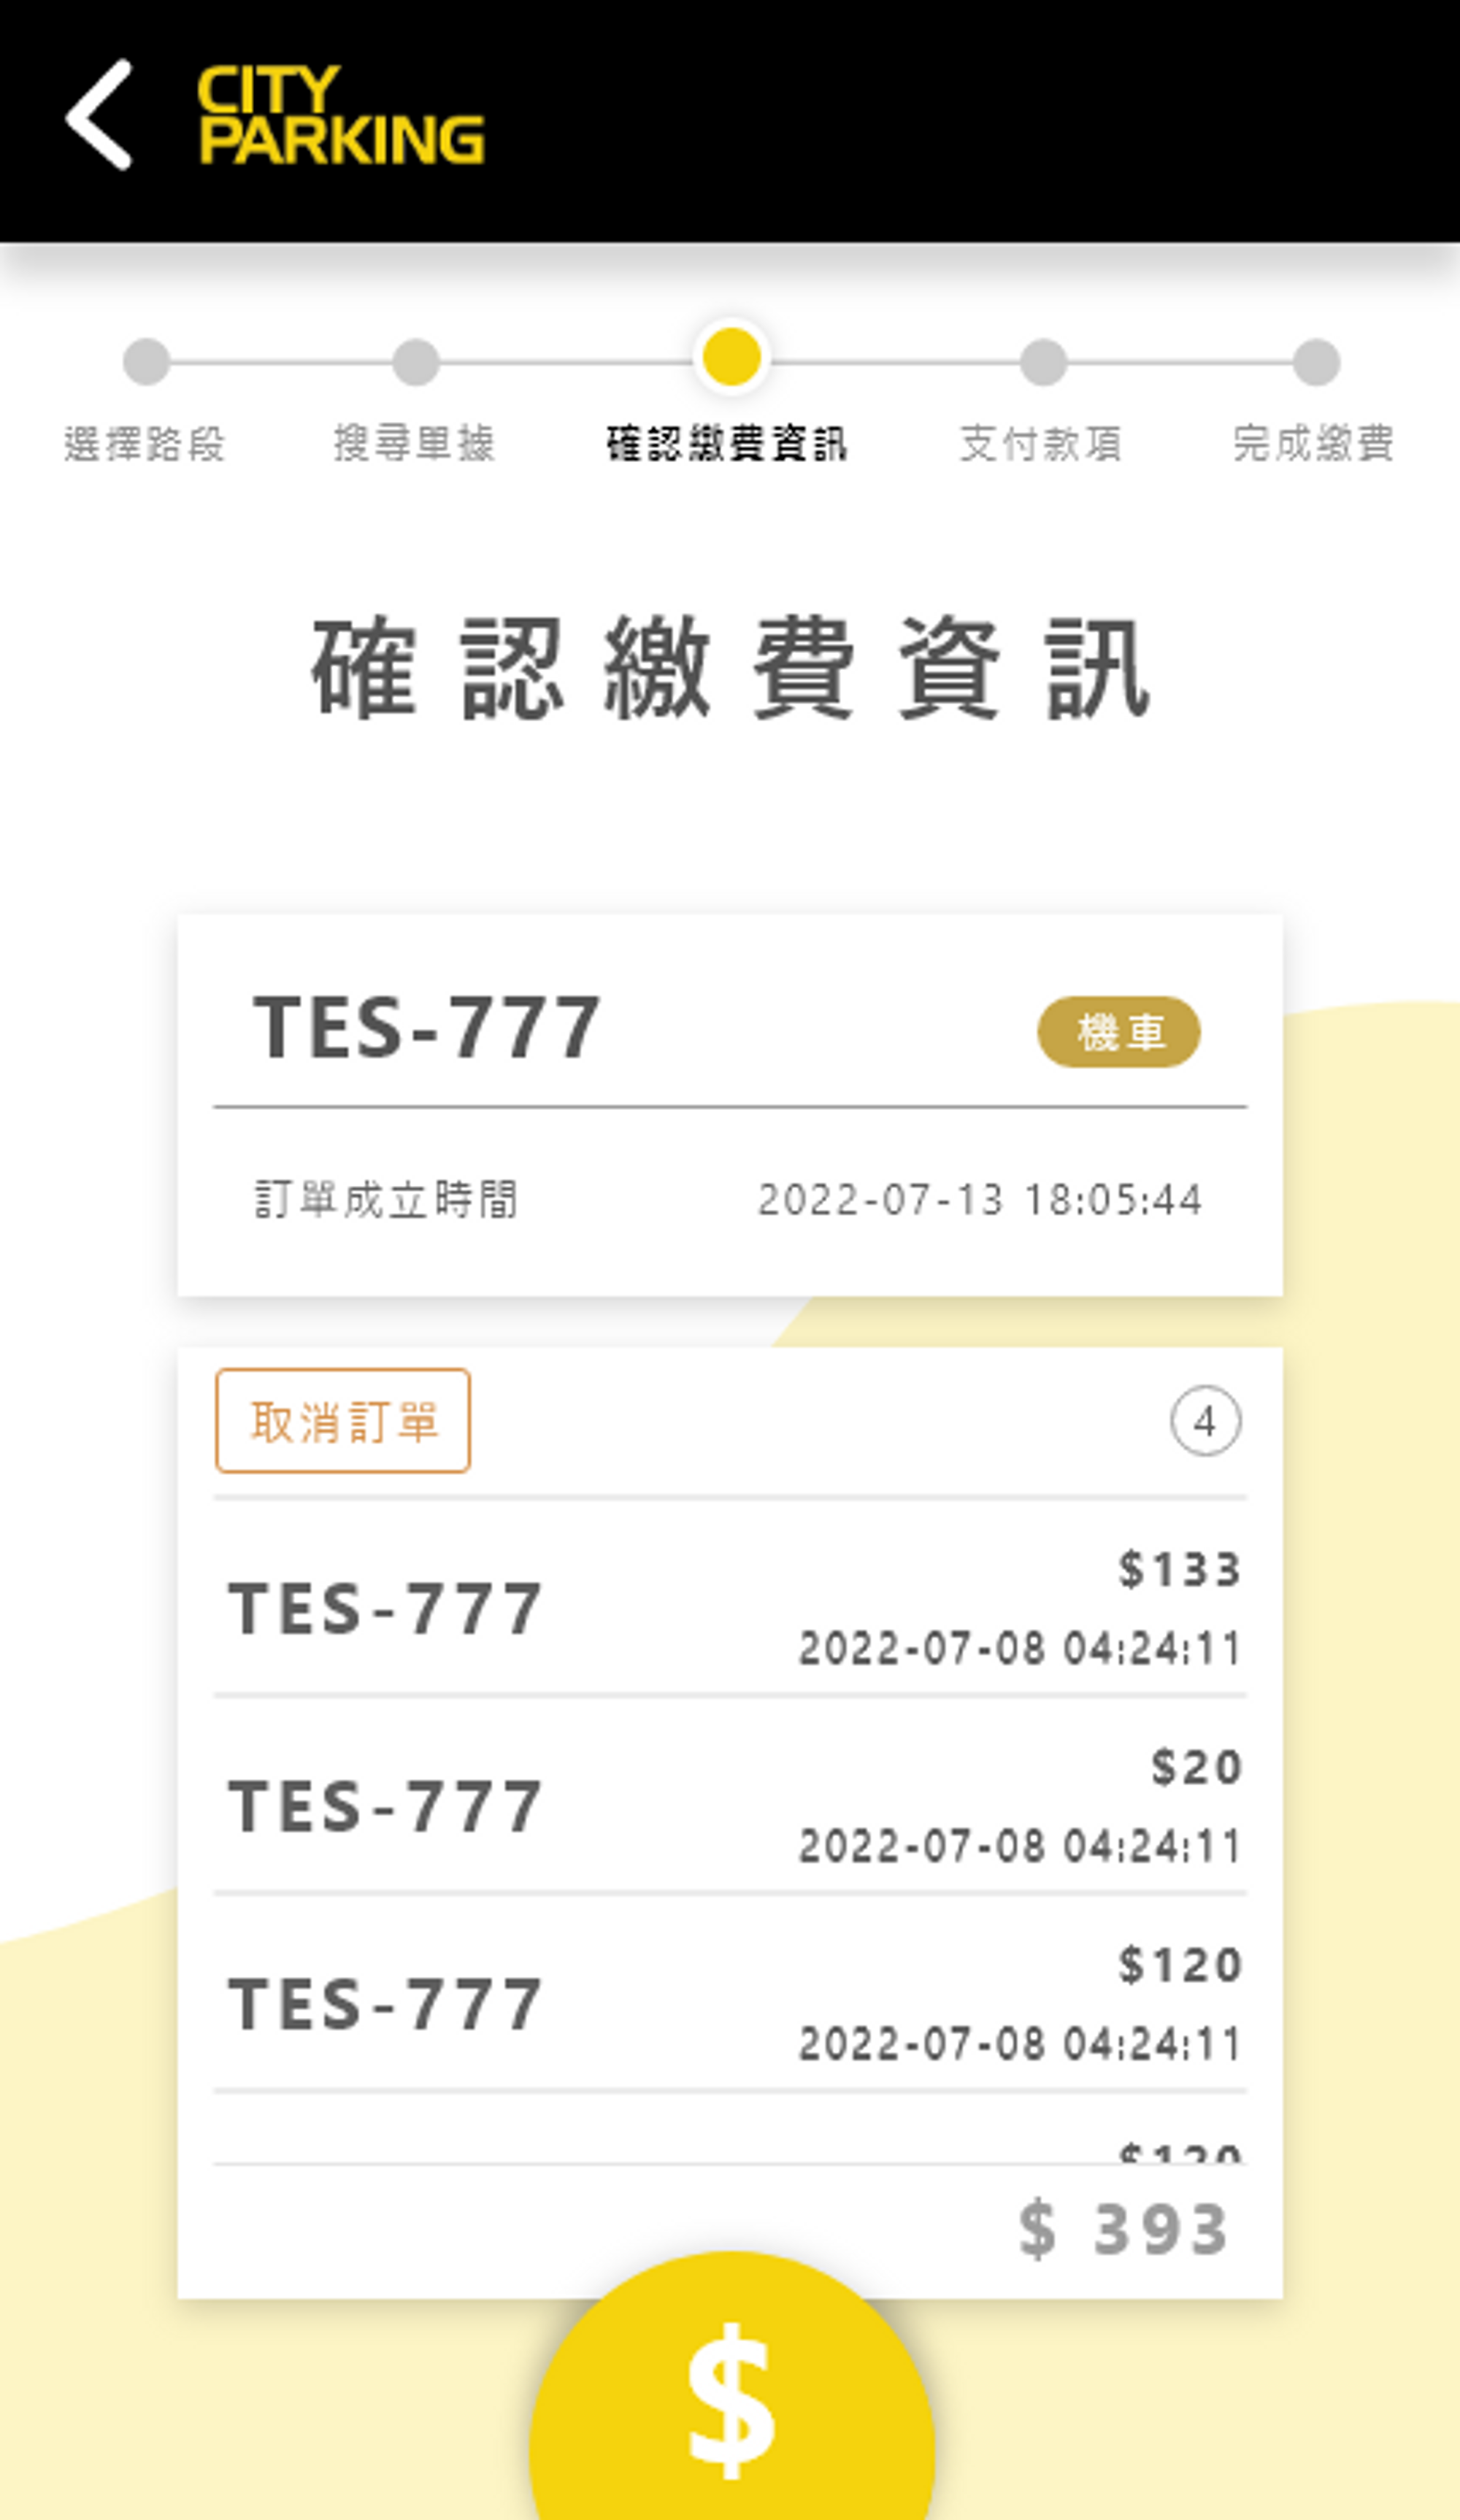 CITY
PARKING
選擇路段 搜尋單據 確認繳費資訊 支付款項 完成繳費
確認繳費資訊
TES-777 機車
訂單成立時間 2022-07-13 18:05:44
取消訂單 4
$133
TES-777
2022-07-08 04:24:11
$20
TES-777
2022-07-08 04:24:11
$120
TES-777
2022-07-08 04:24:11
$120
$ 393
$